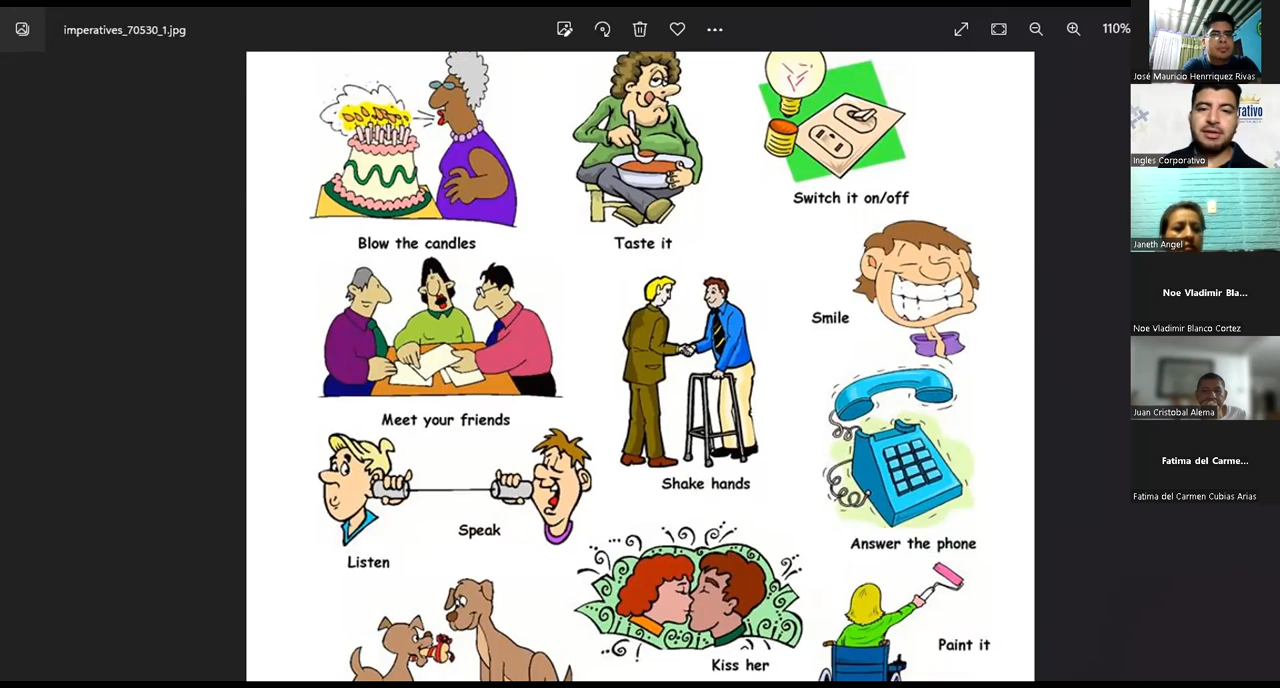 imperatives_70530_1.jpg
110%
José Mauricio Henrriquez Rivas
rativo
Ingles Corporativo
Janeth Angel
Noe Vladimir Bla...
Noe Vladimir Blanco Cortez
Juan Cristobal Alema
Fatima del Carme...
Fatima del Carmen Cubias Arias
Blow the candles
Taste it
Switch it on/off
Meet your friends
Shake hands
Smile
Speak
Listen
Answer the phone
Kiss her
Paint it